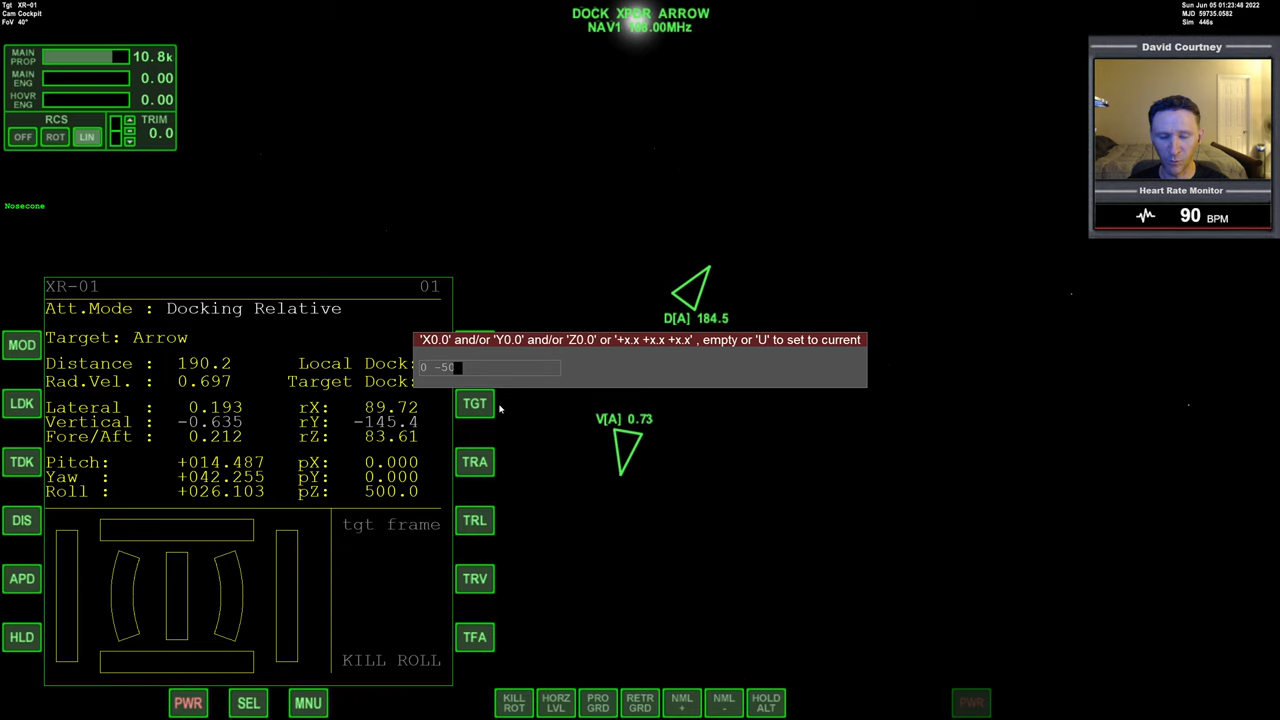 Tgt XR-01
Cam Cockpit
FoV 40°
DOCK XPDR ARROW
NAV1 108.00MHz
Sun Jun 05 01:23:48 2022
MJD 59735.0582
Sim 446s
MAIN PROP 10.8k
MAIN ENG 0.00
HOVR ENG 0.00
RCS TRIM
OFF ROT LIN 0.0
David Courtney
Heart Rate Monitor
90 BPM
Nosecone
XR-01 01
Att.Mode : Docking Relative
Target: Arrow
Distance : 190.2 Local Dock:
Rad.Vel. : 0.697 Target Dock:
Lateral : 0.193 rX: 89.72
Vertical : -0.635 rY: -145.4
Fore/Aft : 0.212 rZ: 83.61
Pitch: +014.487 pX: 0.000
Yaw : +042.255 pY: 0.000
Roll : +026.103 pZ: 500.0
tgt frame
KILL ROLL
MOD
LDK
TDK
DIS
APD
HLD
TGT
TRA
TRL
TRV
TFA
D[A] 184.5
'X0.0' and/or 'Y0.0' and/or 'Z0.0' or '+x.x +x.x +x.x' , empty or 'U' to set to current
0 -50
V[A] 0.73
PWR SEL MNU
KILL ROT
HORZ LVL
PRO GRD
RETR GRD
NML +
NML -
HOLD ALT
PWR